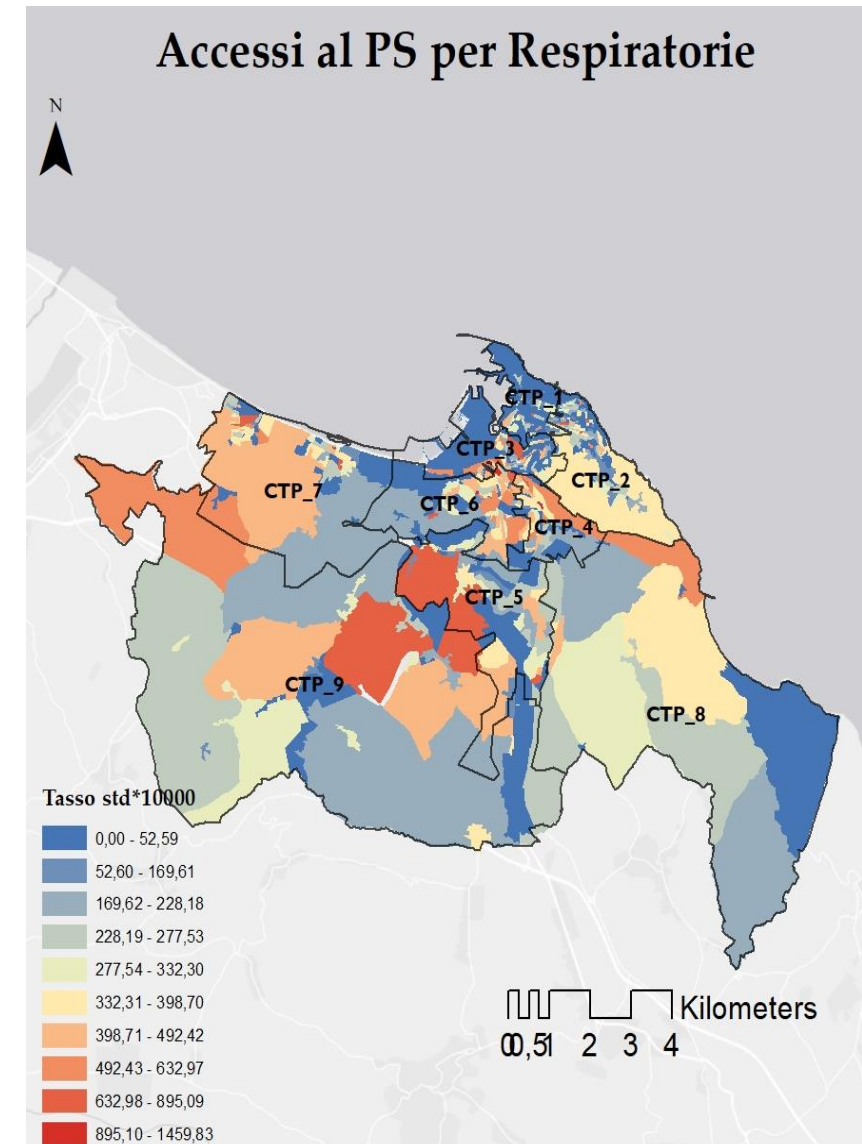 Accessi al PS per Respiratorie
N
CTP_1
CTP_3
CTP_2
CTP_7
CTP_6
CTP_4
CTP_5
CTP_9
CTP_8
Tasso std*10000
0,00 - 52,59
52,60 - 169,61
169,62 - 228,18
228,19 - 277,53
277,54 - 332,30
332,31 - 398,70
398,71 - 492,42
492,43 - 632,97
632,98 - 895,09
895,10 - 1459,83
Kilometers
0 0,5 1 2 3 4